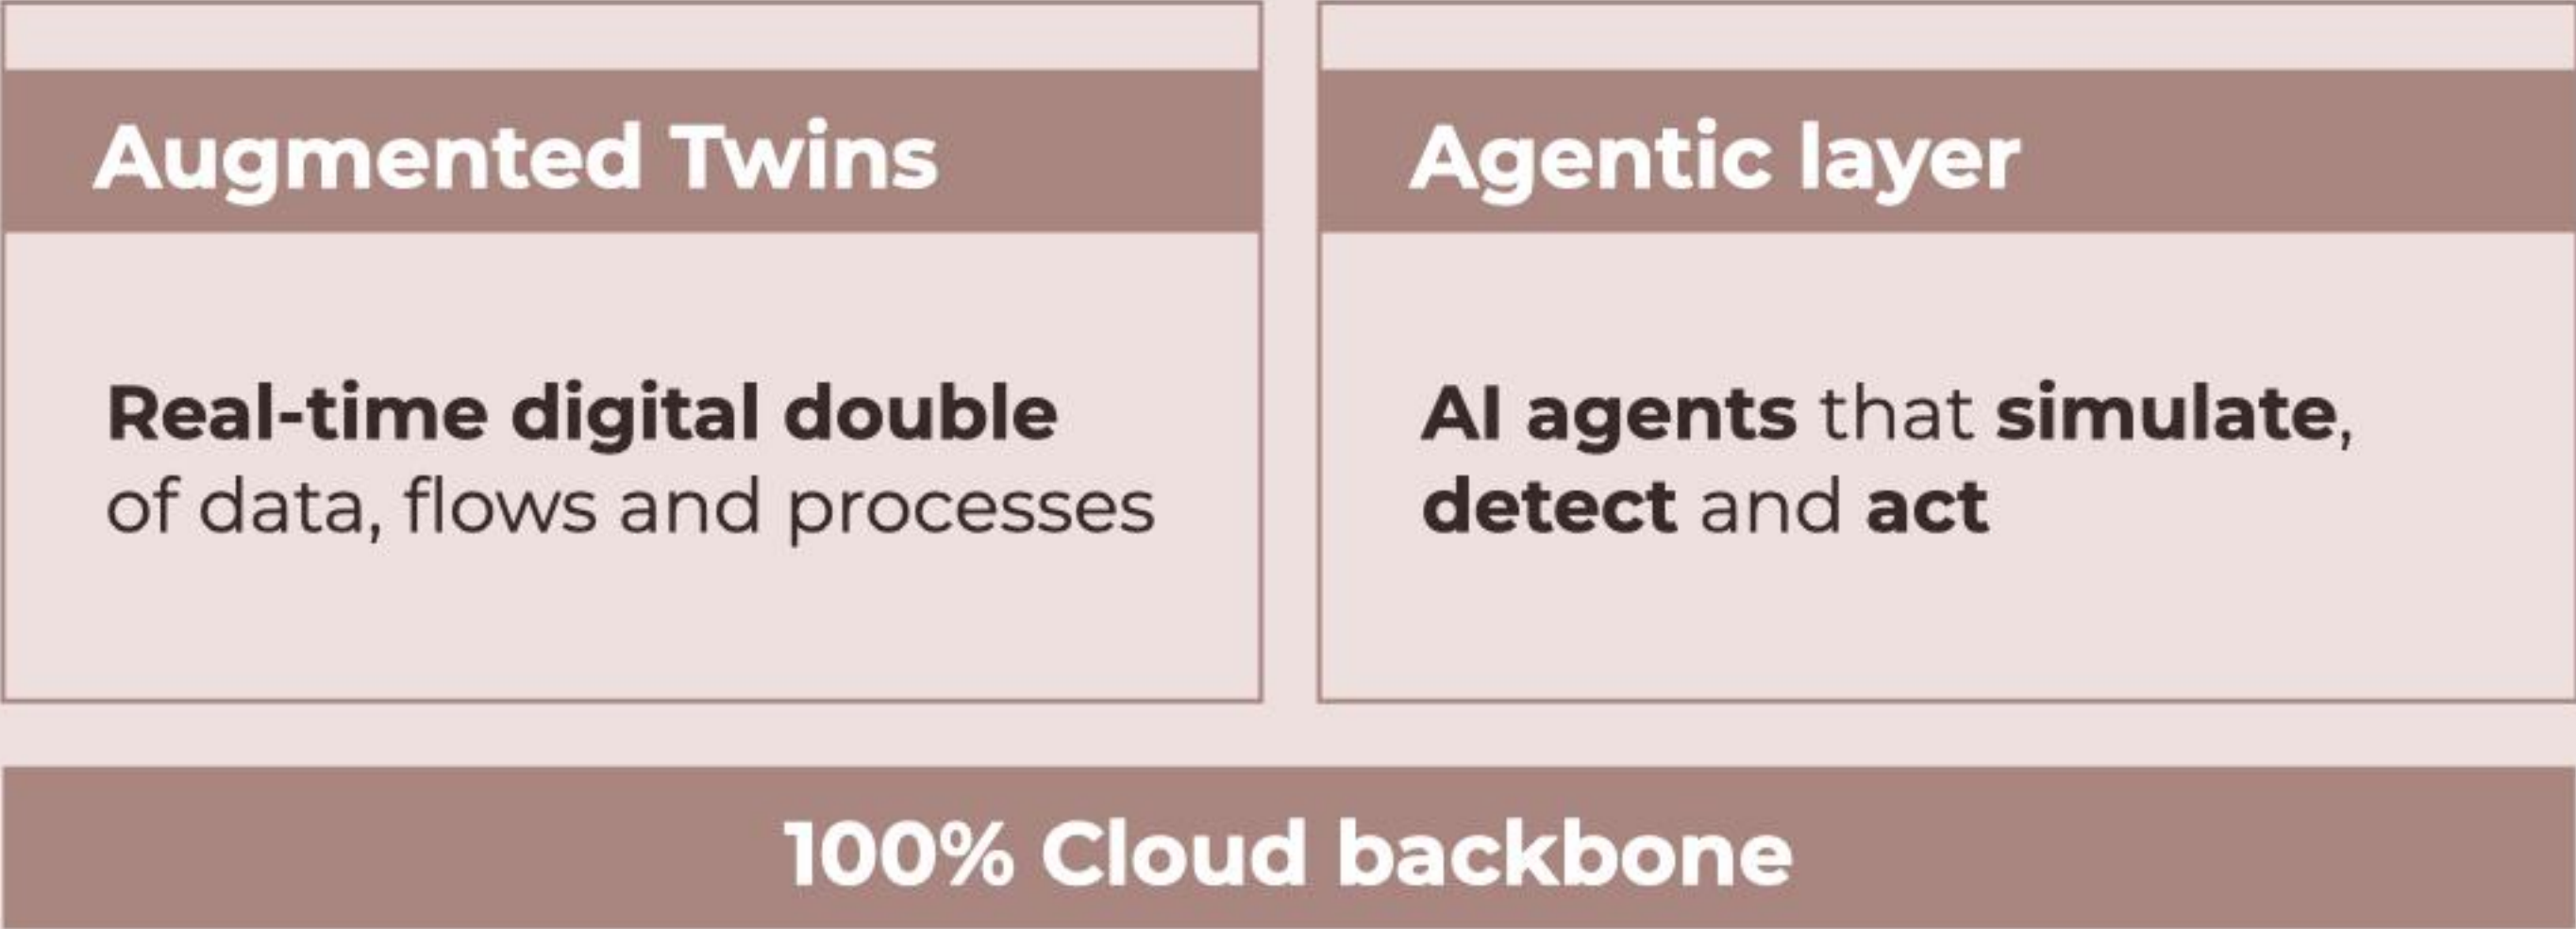 Augmented Twins
Real-time digital double
of data, flows and processes
Agentic layer
AI agents that simulate,
detect and act
100% Cloud backbone